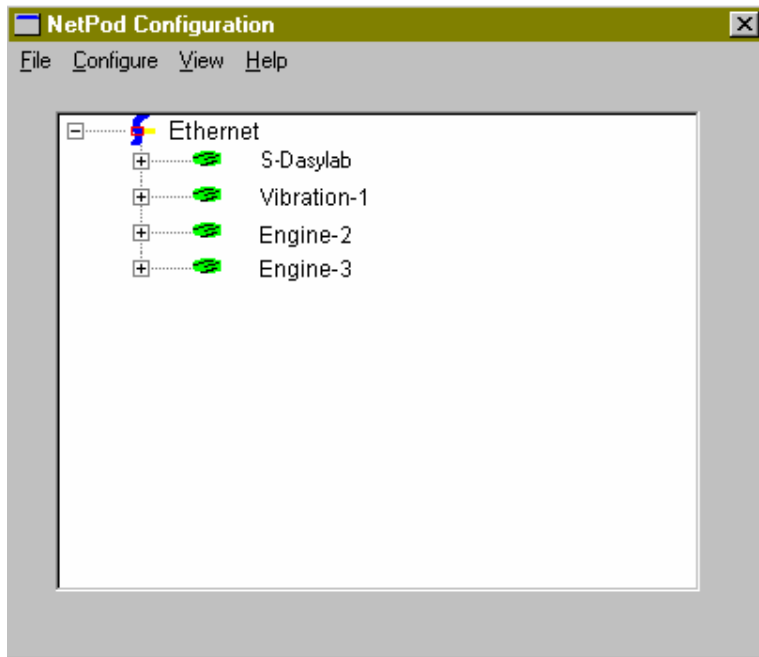 NetPod Configuration
File Configure View Help
Ethernet
S-Dasylab
Vibration-1
Engine-2
Engine-3